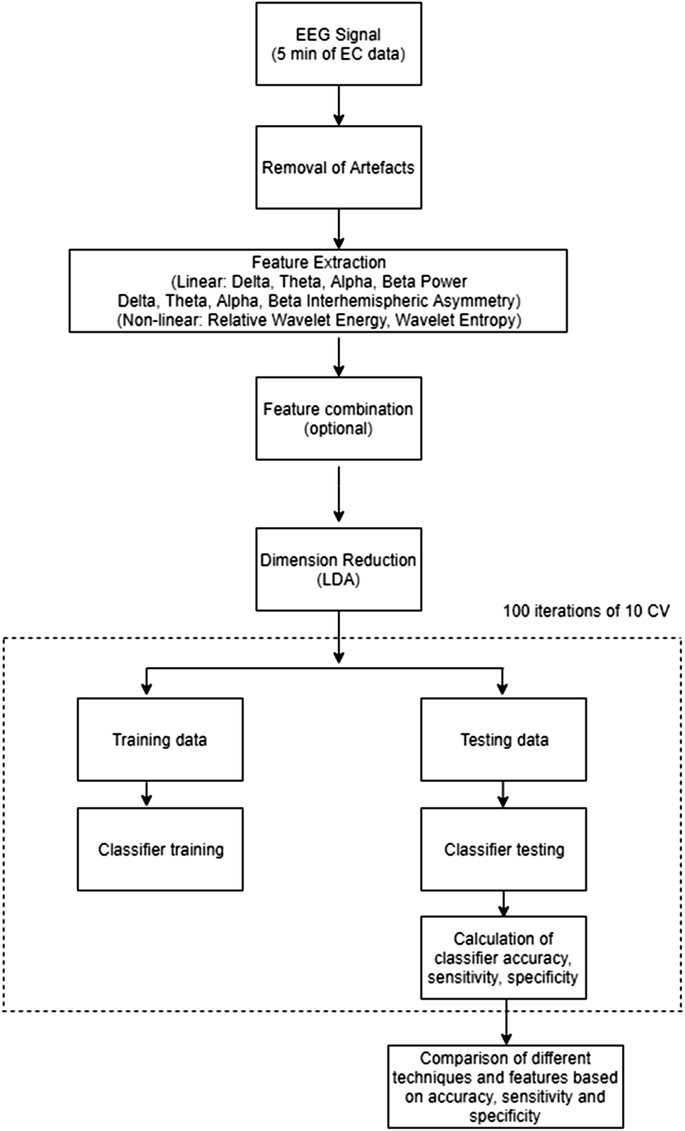 EEG Signal
(5 min of EC data)
Removal of Artefacts
Feature Extraction
(Linear: Delta, Theta, Alpha, Beta Power
Delta, Theta, Alpha, Beta Interhemispheric Asymmetry)
(Non-linear: Relative Wavelet Energy, Wavelet Entropy)
Feature combination
(optional)
Dimension Reduction
(LDA)
100 iterations of 10 CV
Training data
Testing data
Classifier training
Classifier testing
Calculation of
classifier accuracy,
sensitivity, specificity
Comparison of different
techniques and features based
on accuracy, sensitivity and
specificity